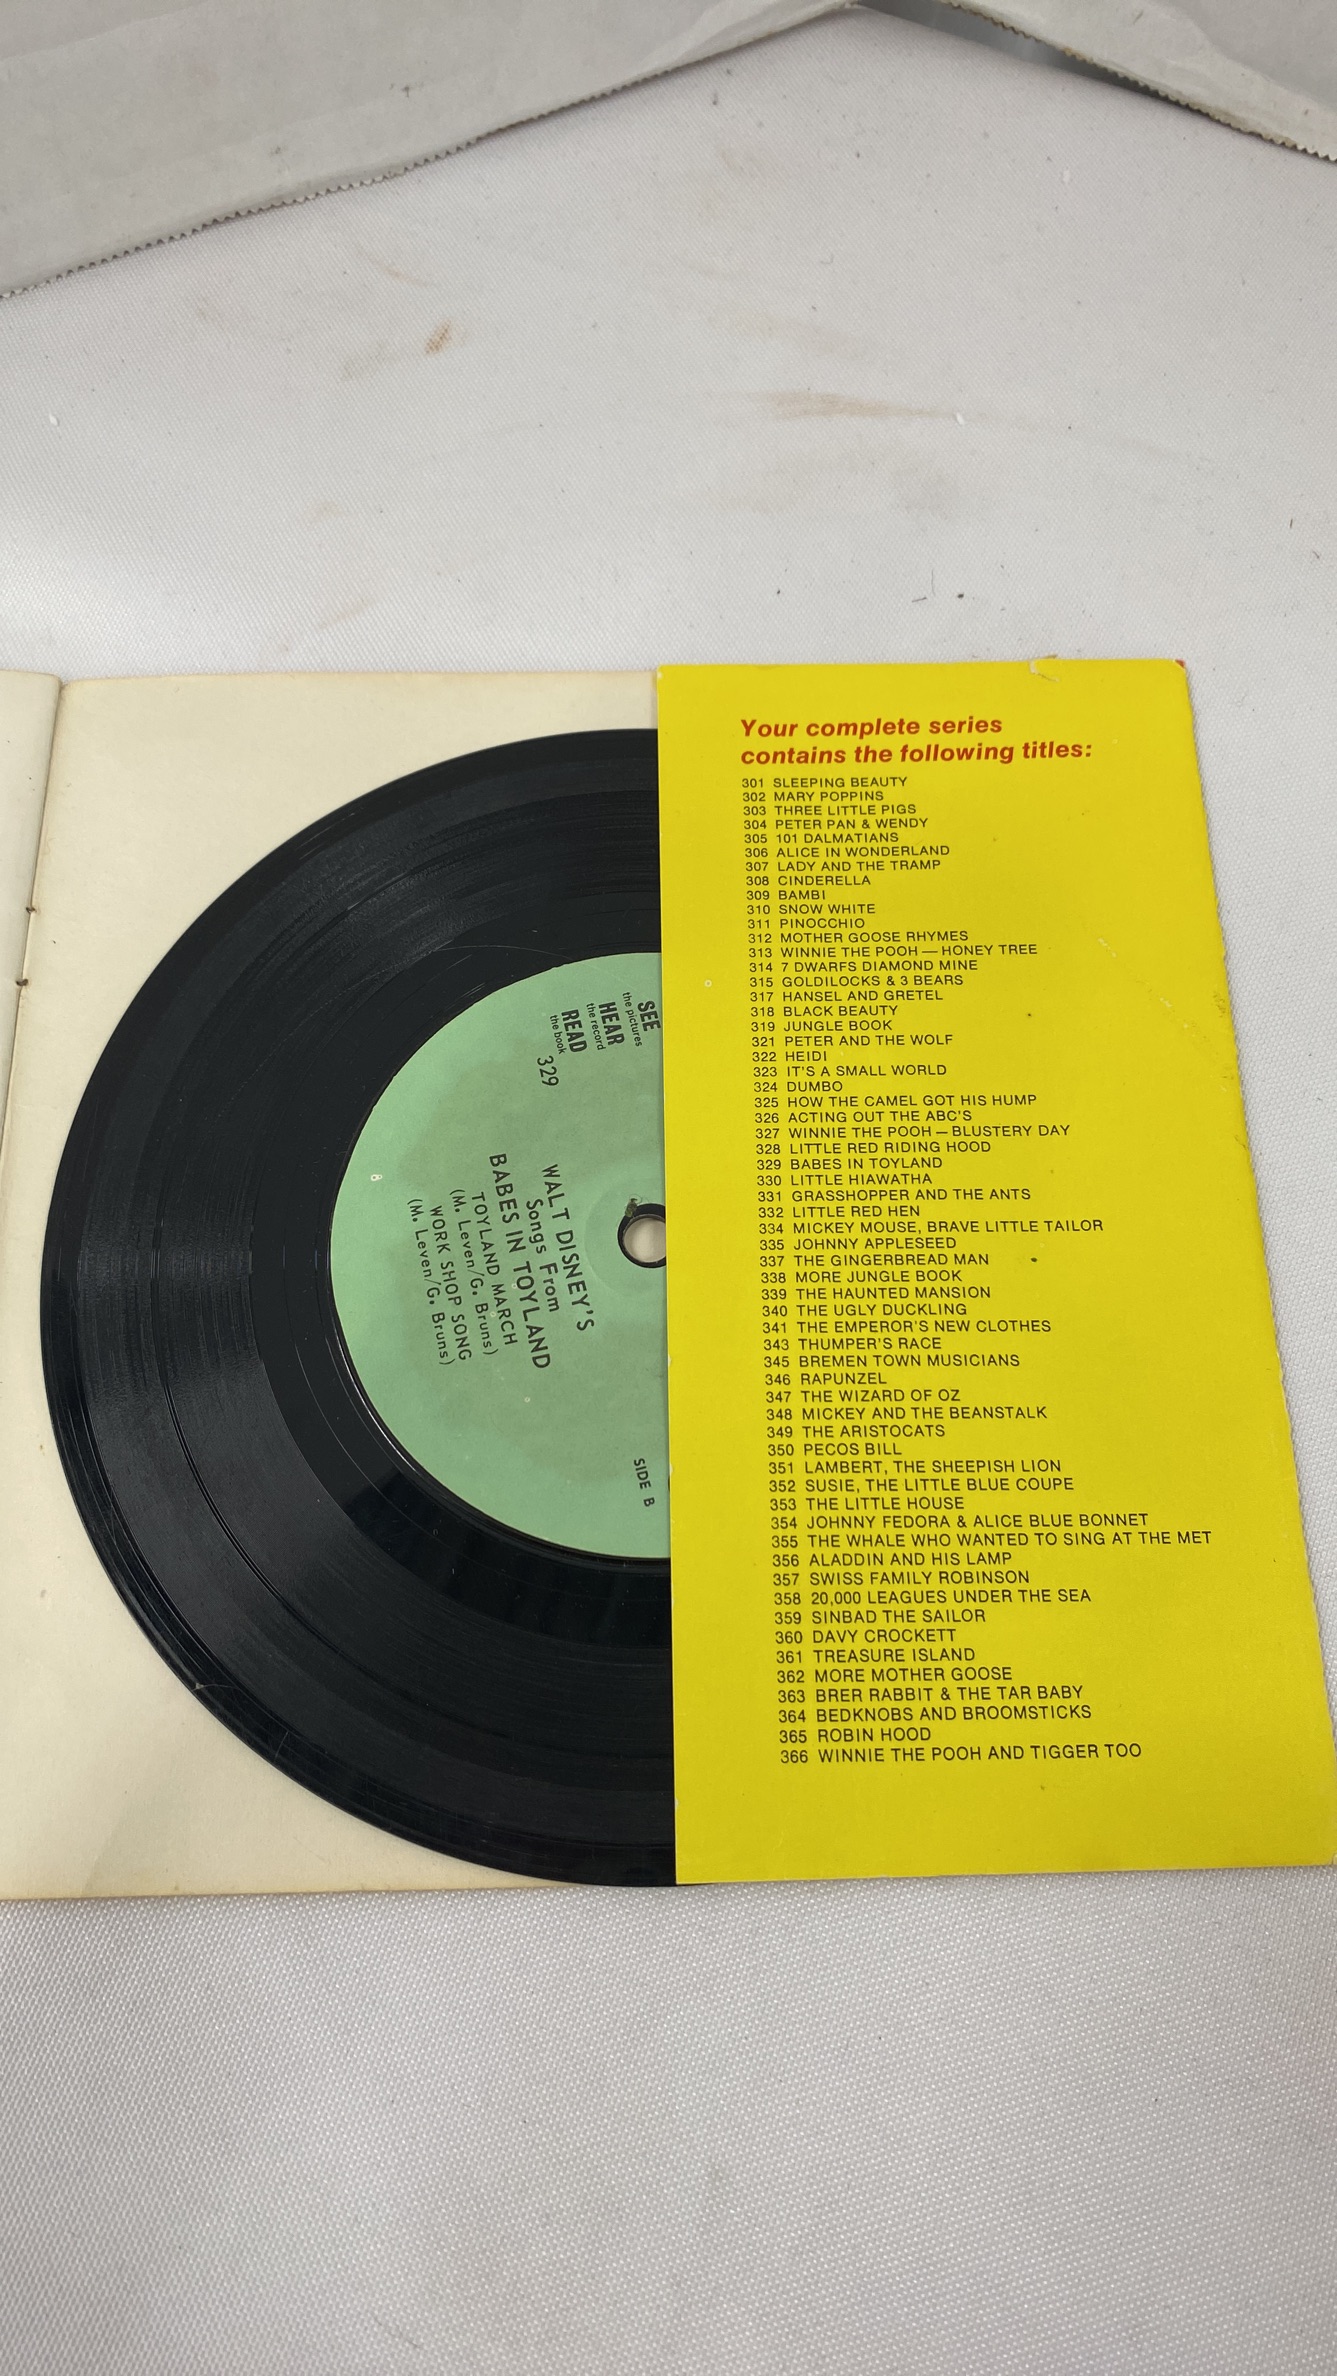 SEE
the pictures
HEAR
the record
READ
the book
329
WALT DISNEY'S
Songs From
BABES IN TOYLAND
TOYLAND MARCH
(M. Leven/G. Bruns)
WORK SHOP SONG
(M. Leven/G. Bruns)
SIDE B
8
Your complete series
contains the following titles:
301 SLEEPING BEAUTY
302 MARY POPPINS
303 THREE LITTLE PIGS
304 PETER PAN & WENDY
305 101 DALMATIANS
306 ALICE IN WONDERLAND
307 LADY AND THE TRAMP
308 CINDERELLA
309 BAMBI
310 SNOW WHITE
311 PINOCCHIO
312 MOTHER GOOSE RHYMES
313 WINNIE THE POOH — HONEY TREE
314 7 DWARFS DIAMOND MINE
315 GOLDILOCKS & 3 BEARS
317 HANSEL AND GRETEL
318 BLACK BEAUTY
319 JUNGLE BOOK
321 PETER AND THE WOLF
322 HEIDI
323 IT'S A SMALL WORLD
324 DUMBO
325 HOW THE CAMEL GOT HIS HUMP
326 ACTING OUT THE ABC'S
327 WINNIE THE POOH — BLUSTERY DAY
328 LITTLE RED RIDING HOOD
329 BABES IN TOYLAND
330 LITTLE HIAWATHA
331 GRASSHOPPER AND THE ANTS
332 LITTLE RED HEN
334 MICKEY MOUSE, BRAVE LITTLE TAILOR
335 JOHNNY APPLESEED
337 THE GINGERBREAD MAN
338 MORE JUNGLE BOOK
339 THE HAUNTED MANSION
340 THE UGLY DUCKLING
341 THE EMPEROR'S NEW CLOTHES
343 THUMPER'S RACE
345 BREMEN TOWN MUSICIANS
346 RAPUNZEL
347 THE WIZARD OF OZ
348 MICKEY AND THE BEANSTALK
349 THE ARISTOCATS
350 PECOS BILL
351 LAMBERT, THE SHEEPISH LION
352 SUSIE, THE LITTLE BLUE COUPE
353 THE LITTLE HOUSE
354 JOHNNY FEDORA & ALICE BLUE BONNET
355 THE WHALE WHO WANTED TO SING AT THE MET
356 ALADDIN AND HIS LAMP
357 SWISS FAMILY ROBINSON
358 20,000 LEAGUES UNDER THE SEA
359 SINBAD THE SAILOR
360 DAVY CROCKETT
361 TREASURE ISLAND
362 MORE MOTHER GOOSE
363 BRER RABBIT & THE TAR BABY
364 BEDKNOBS AND BROOMSTICKS
365 ROBIN HOOD
366 WINNIE THE POOH AND TIGGER TOO